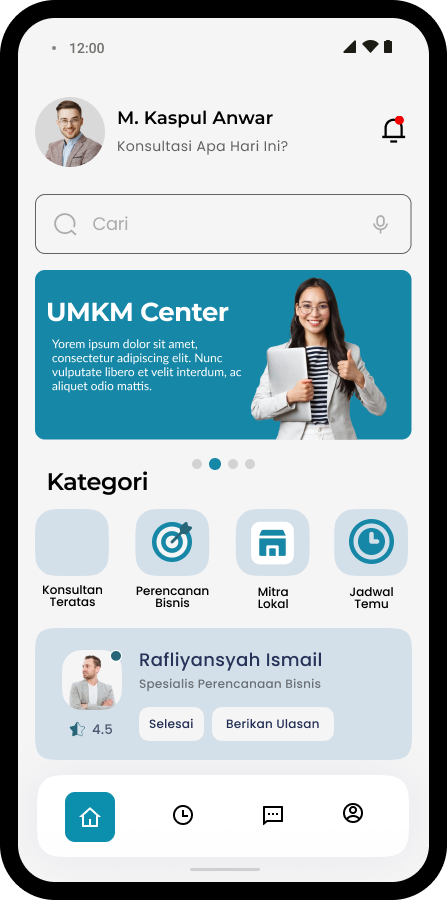 12:00
M. Kaspul Anwar
Konsultasi Apa Hari Ini?
Cari
UMKM Center
Yorem ipsum dolor sit amet,
consectetur adipiscing elit. Nunc
vulputate libero et velit interdum, ac
aliquet odio mattis.
Kategori
Konsultan
Teratas
Perencanan
Bisnis
Mitra
Lokal
Jadwal
Temu
Rafliyansyah Ismail
Spesialis Perencanaan Bisnis
4.5
Selesai
Berikan Ulasan